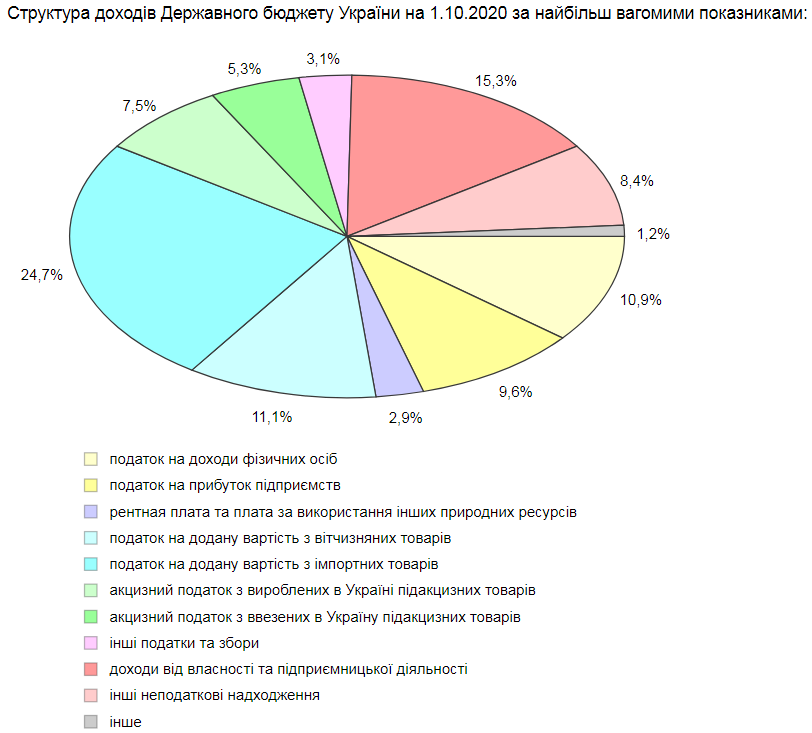 Структура доходів Державного бюджету України на 1.10.2020 за найбільш вагомими показниками:
3,1%
5,3%
15,3%
7,5%
8,4%
1,2%
24,7%
10,9%
9,6%
11,1%
2,9%
податок на доходи фізичних осіб
податок на прибуток підприємств
рентная плата та плата за використання інших природних ресурсів
податок на додану вартість з вітчизняних товарів
податок на додану вартість з імпортних товарів
акцизний податок з вироблених в Україні підакцизних товарів
акцизний податок з ввезених в Україну підакцизних товарів
інші податки та збори
доходи від власності та підприємницької діяльності
інші неподаткові надходження
інше